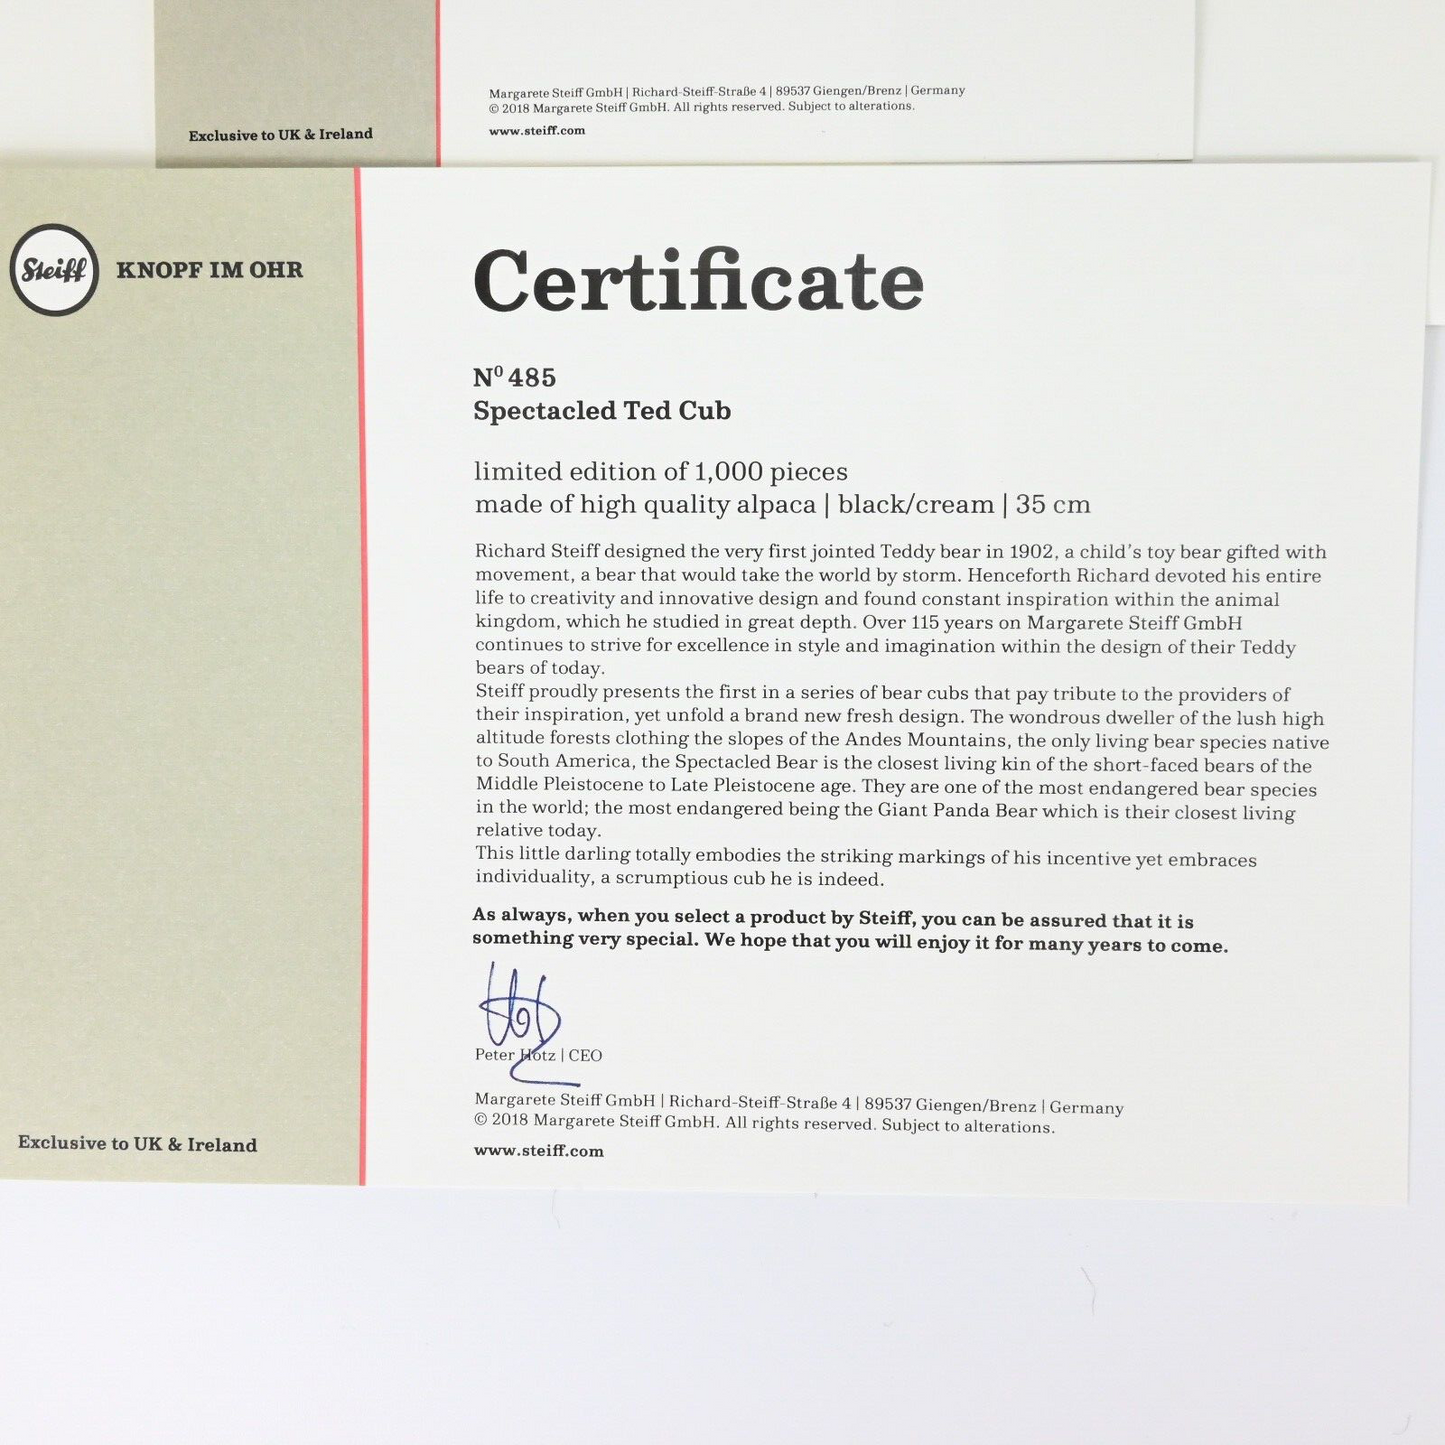 Margarete Steiff GmbH | Richard-Steiff-Straße 4 | 89537 Giengen/Brenz | Germany
© 2018 Margarete Steiff GmbH. All rights reserved. Subject to alterations.
www.steiff.com
Exclusive to UK & Ireland
Steiff KNOPF IM OHR
Certificate
Nº 485
Spectacled Ted Cub
limited edition of 1,000 pieces
made of high quality alpaca | black/cream | 35 cm
Richard Steiff designed the very first jointed Teddy bear in 1902, a child's toy bear gifted with
movement, a bear that would take the world by storm. Henceforth Richard devoted his entire
life to creativity and innovative design and found constant inspiration within the animal
kingdom, which he studied in great depth. Over 115 years on Margarete Steiff GmbH
continues to strive for excellence in style and imagination within the design of their Teddy
bears of today.
Steiff proudly presents the first in a series of bear cubs that pay tribute to the providers of
their inspiration, yet unfold a brand new fresh design. The wondrous dweller of the lush high
altitude forests clothing the slopes of the Andes Mountains, the only living bear species native
to South America, the Spectacled Bear is the closest living kin of the short-faced bears of the
Middle Pleistocene to Late Pleistocene age. They are one of the most endangered bear species
in the world; the most endangered being the Giant Panda Bear which is their closest living
relative today.
This little darling totally embodies the striking markings of his incentive yet embraces
individuality, a scrumptious cub he is indeed.
As always, when you select a product by Steiff, you can be assured that it is
something very special. We hope that you will enjoy it for many years to come.
Peter Hotz | CEO
Margarete Steiff GmbH | Richard-Steiff-Straße 4 | 89537 Giengen/Brenz | Germany
© 2018 Margarete Steiff GmbH. All rights reserved. Subject to alterations.
www.steiff.com
Exclusive to UK & Ireland